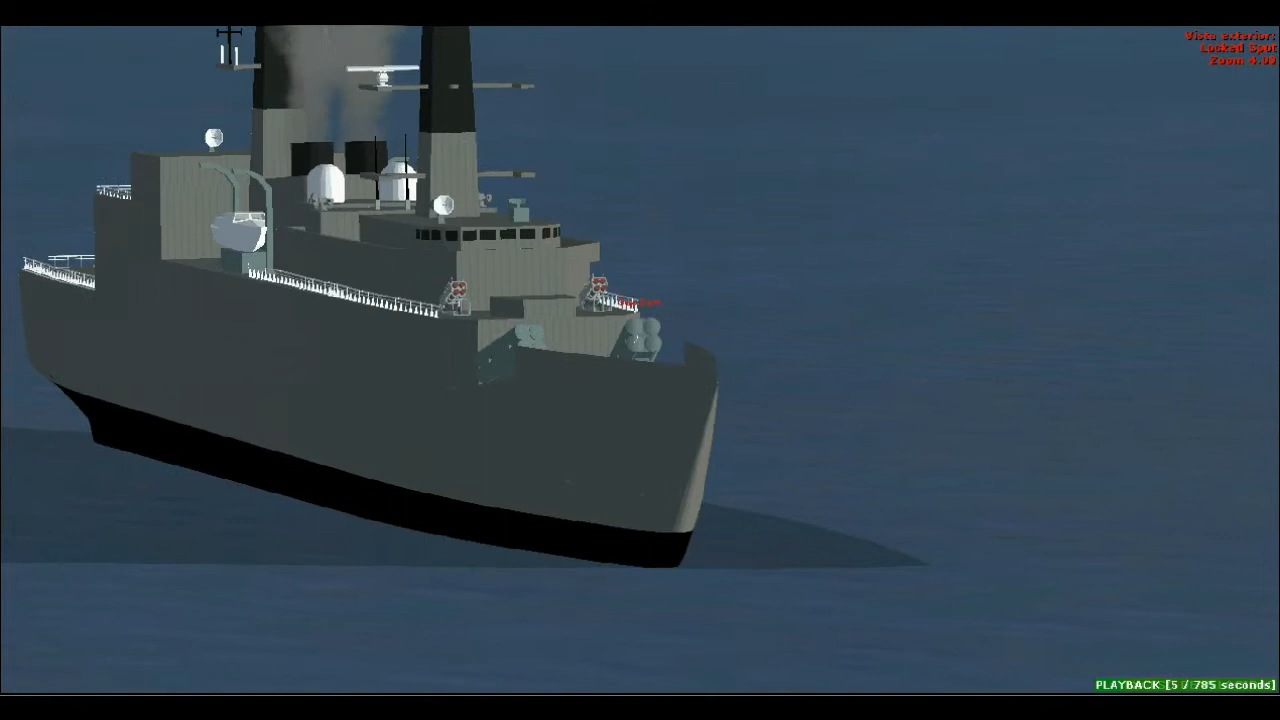 Vista exterior:
Locked Spot
Zoom 4.00
PLAYBACK [5 / 785 seconds]